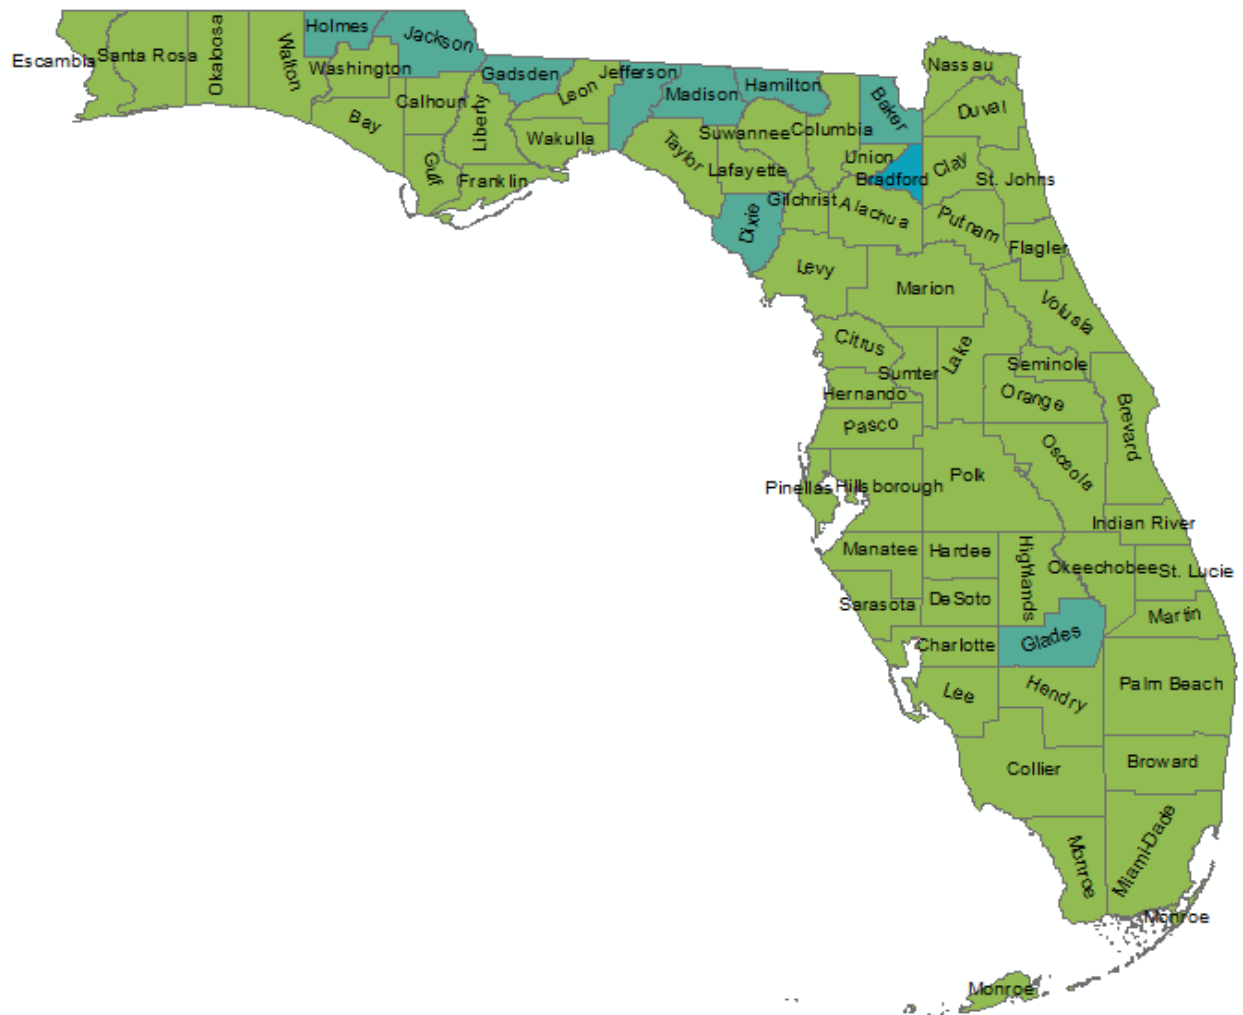 Escambia
Santa Rosa
Okaloosa
Walton
Holmes
Jackson
Washington
Bay
Calhoun
Gulf
Liberty
Gadsden
Franklin
Leon
Wakulla
Jefferson
Madison
Taylor
Hamilton
Suwannee
Lafayette
Dixie
Columbia
Gilchrist
Baker
Union
Bradford
Alachua
Levy
Nassau
Duval
Clay
St. Johns
Putnam
Flagler
Marion
Volusia
Citrus
Sumter
Lake
Seminole
Hernando
Orange
Brevard
Pasco
Osceola
Pinellas
Hillsborough
Polk
Indian River
Manatee
Hardee
Highlands
Okeechobee
St. Lucie
Sarasota
DeSoto
Martin
Charlotte
Glades
Lee
Hendry
Palm Beach
Collier
Broward
Monroe
Miami-Dade
Monroe
Monroe